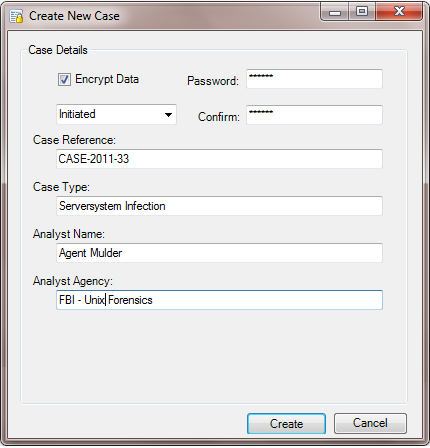 Create New Case
Case Details
Encrypt Data
Password: ******
Initiated
Confirm: ******
Case Reference:
CASE-2011-33
Case Type:
Serversystem Infection
Analyst Name:
Agent Mulder
Analyst Agency:
FBI - Unix Forensics
Create Cancel